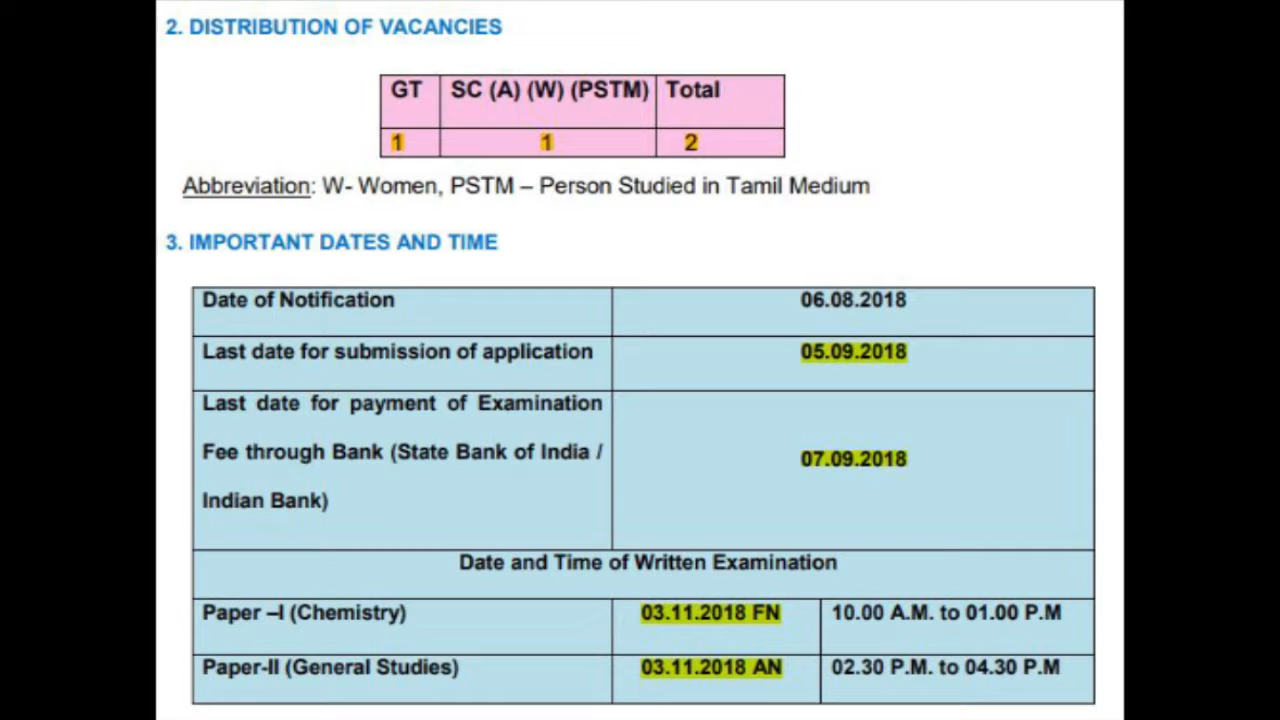 2. DISTRIBUTION OF VACANCIES
GT SC (A) (W) (PSTM) Total
1 1 2
Abbreviation: W- Women, PSTM – Person Studied in Tamil Medium
3. IMPORTANT DATES AND TIME
Date of Notification 06.08.2018
Last date for submission of application 05.09.2018
Last date for payment of Examination
Fee through Bank (State Bank of India /
Indian Bank)
07.09.2018
Date and Time of Written Examination
Paper –I (Chemistry) 03.11.2018 FN 10.00 A.M. to 01.00 P.M
Paper-II (General Studies) 03.11.2018 AN 02.30 P.M. to 04.30 P.M